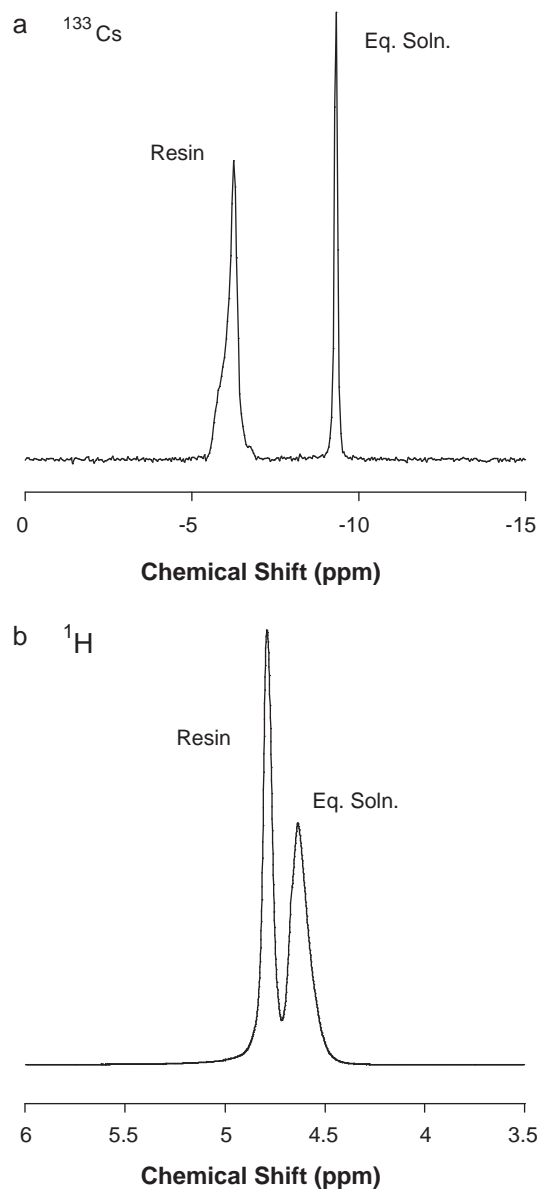 a ¹³³Cs
Eq. Soln.
Resin
0 -5 -10 -15
Chemical Shift (ppm)
b ¹H
Resin
Eq. Soln.
6 5.5 5 4.5 4 3.5
Chemical Shift (ppm)